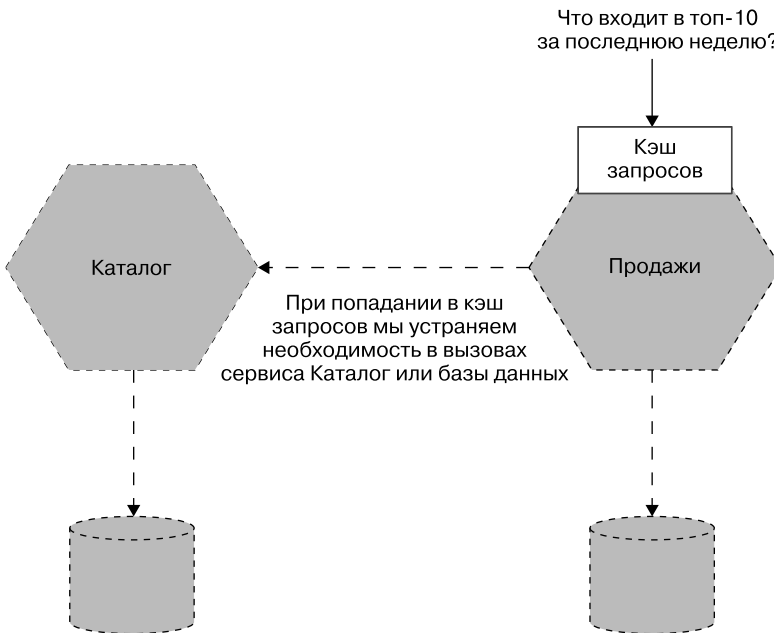 Что входит в топ-10
за последнюю неделю?
Кэш
запросов
Каталог
Продажи
При попадании в кэш
запросов мы устраняем
необходимость в вызовах
сервиса Каталог или базы данных